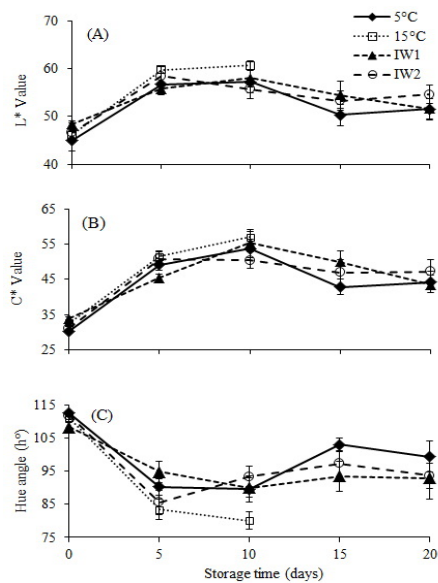 70
60
50
40
L* Value
(A)
5°C
15°C
IW1
IW2
65
55
45
35
25
C* Value
(B)
115
105
95
85
75
Hue angle (h°)
(C)
0
5
10
15
20
Storage time (days)